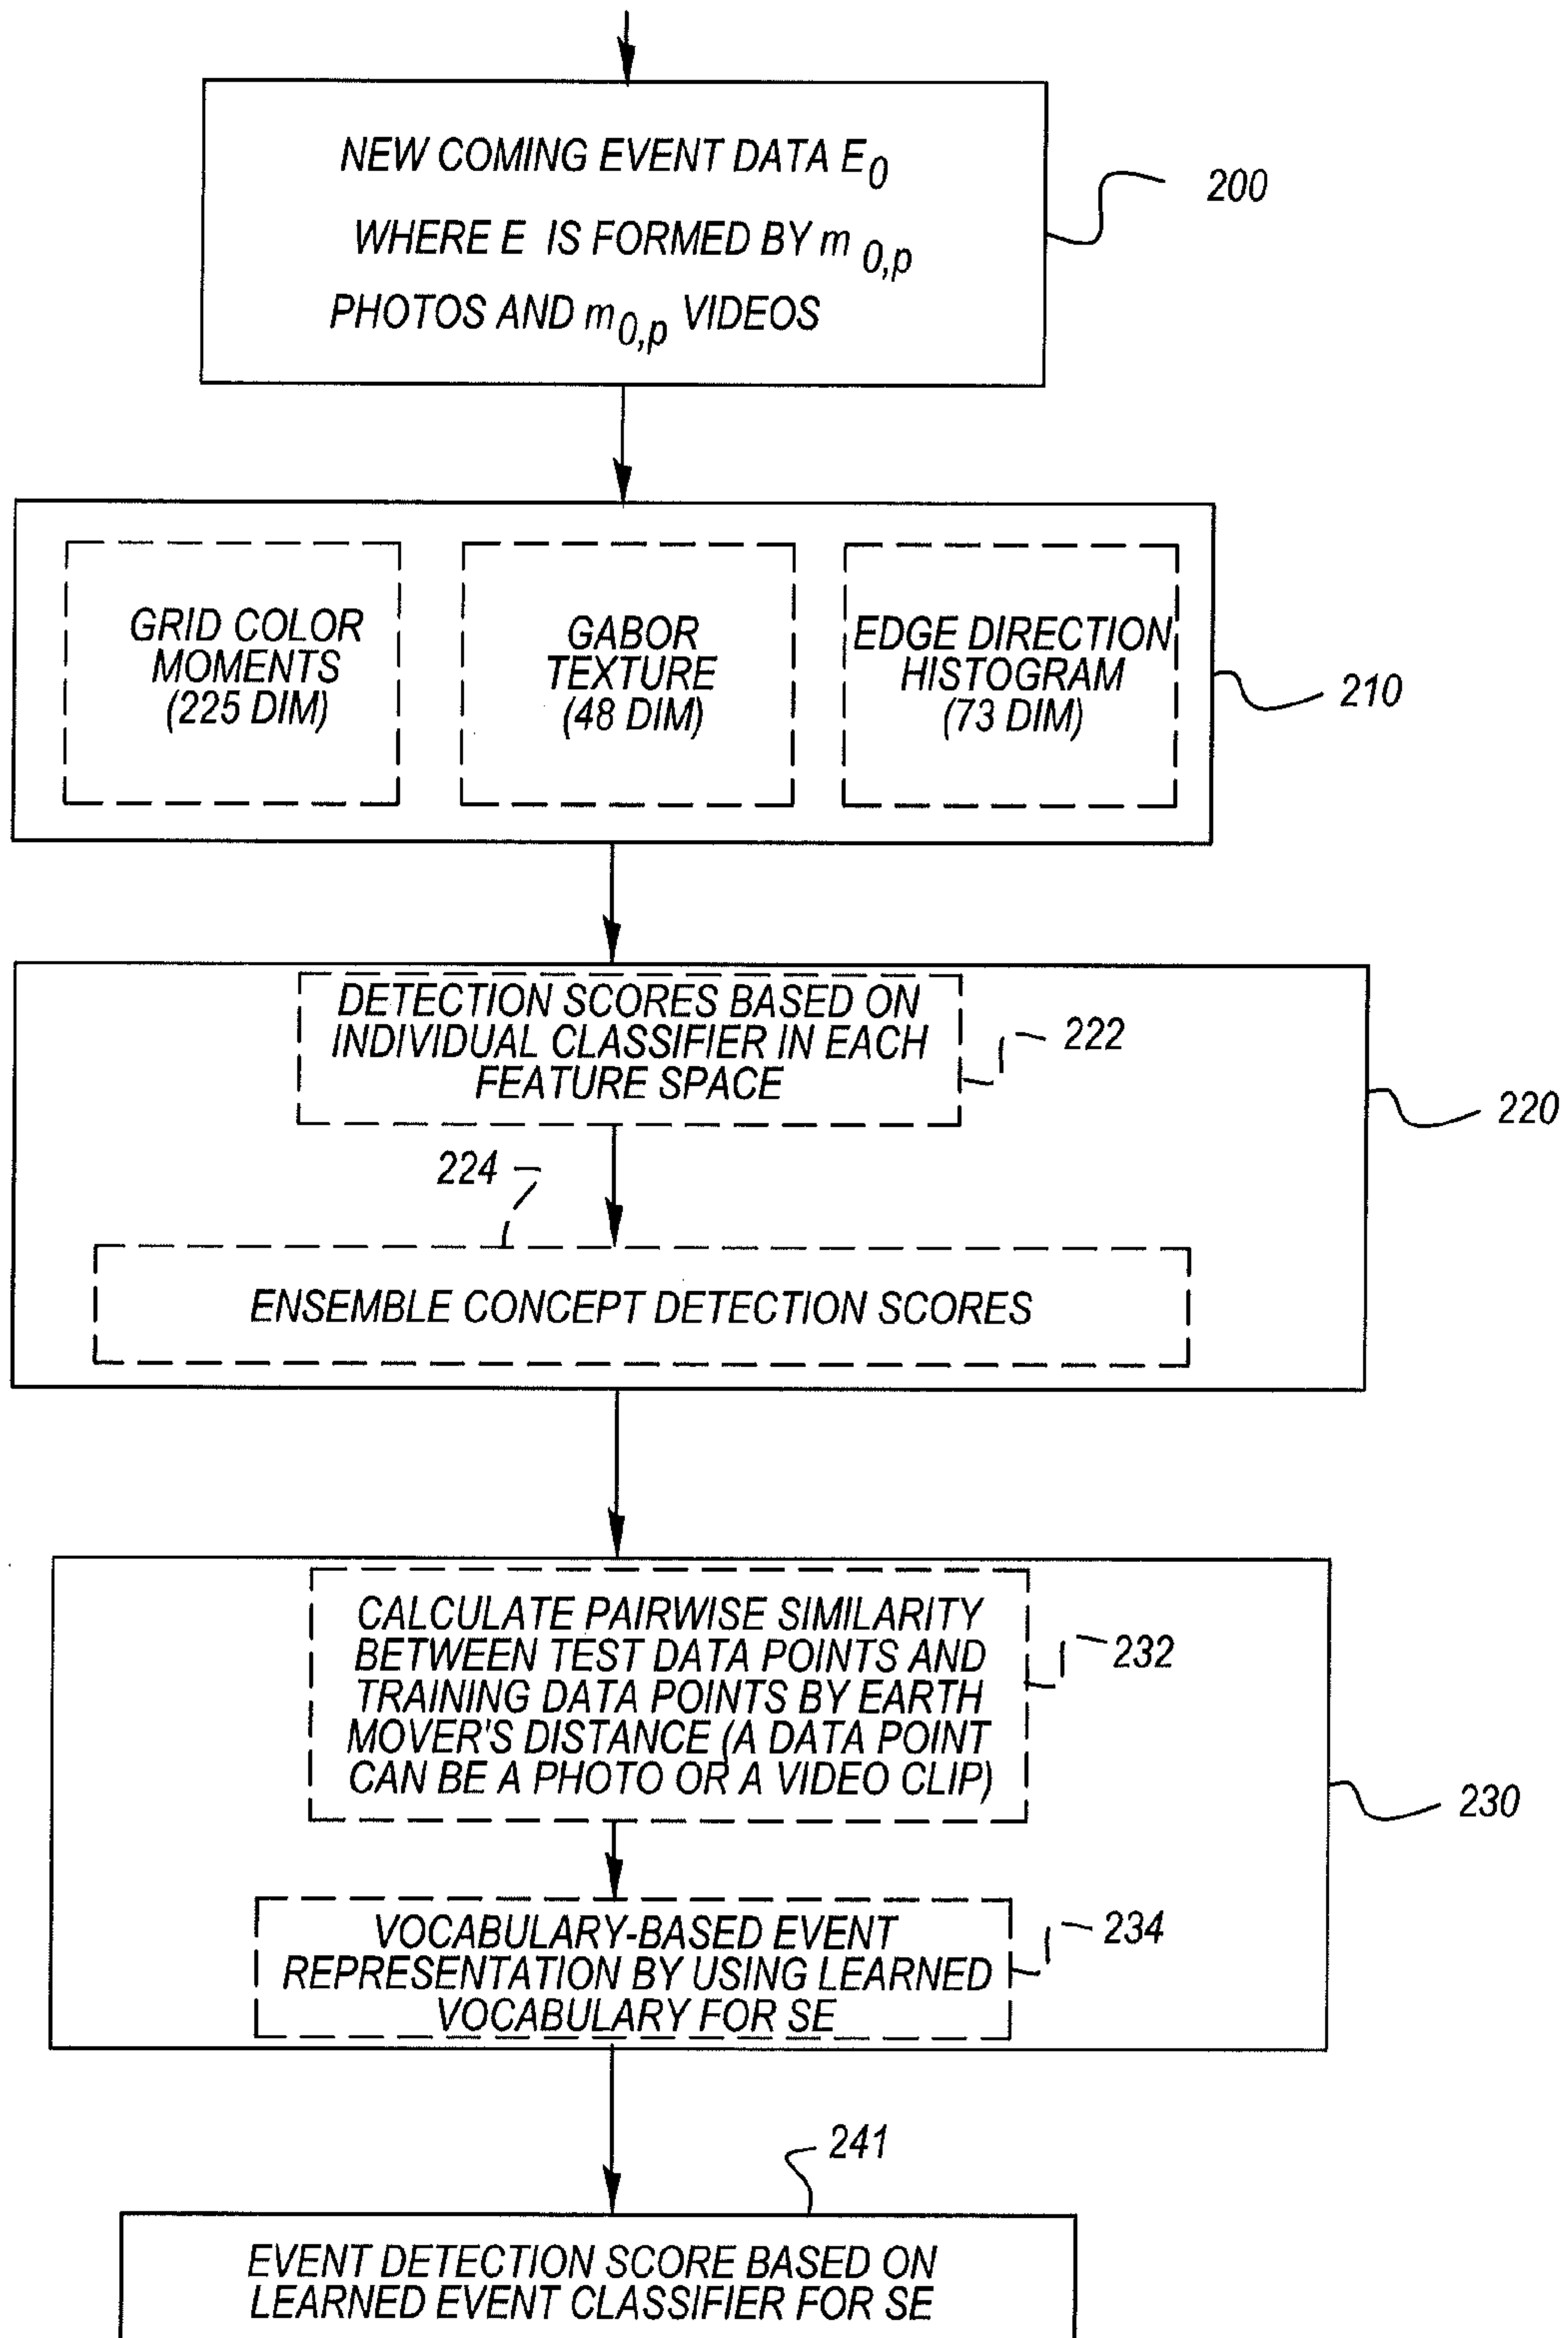 NEW COMING EVENT DATA E0
WHERE E IS FORMED BY m 0,p
PHOTOS AND m0,p VIDEOS
200
GRID COLOR
MOMENTS
(225 DIM)
GABOR
TEXTURE
(48 DIM)
EDGE DIRECTION
HISTOGRAM
(73 DIM)
210
DETECTION SCORES BASED ON
INDIVIDUAL CLASSIFIER IN EACH
FEATURE SPACE
222
220
224
ENSEMBLE CONCEPT DETECTION SCORES
CALCULATE PAIRWISE SIMILARITY
BETWEEN TEST DATA POINTS AND
TRAINING DATA POINTS BY EARTH
MOVER'S DISTANCE (A DATA POINT
CAN BE A PHOTO OR A VIDEO CLIP)
232
230
VOCABULARY-BASED EVENT
REPRESENTATION BY USING LEARNED
VOCABULARY FOR SE
234
241
EVENT DETECTION SCORE BASED ON
LEARNED EVENT CLASSIFIER FOR SE